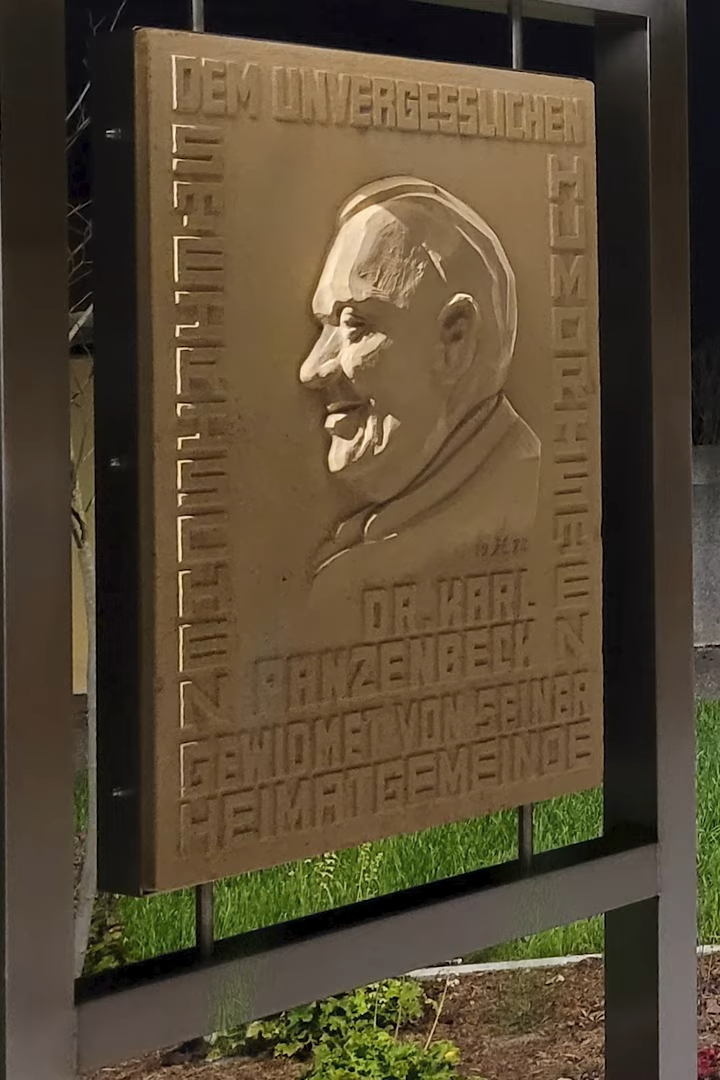 DEM UNVERGESSLICHEN
STEIRISCHEN
HUMORISTEN
DR. KARL
PANZENBECK
GEWIDMET VON SEINER
HEIMATGEMEINDE